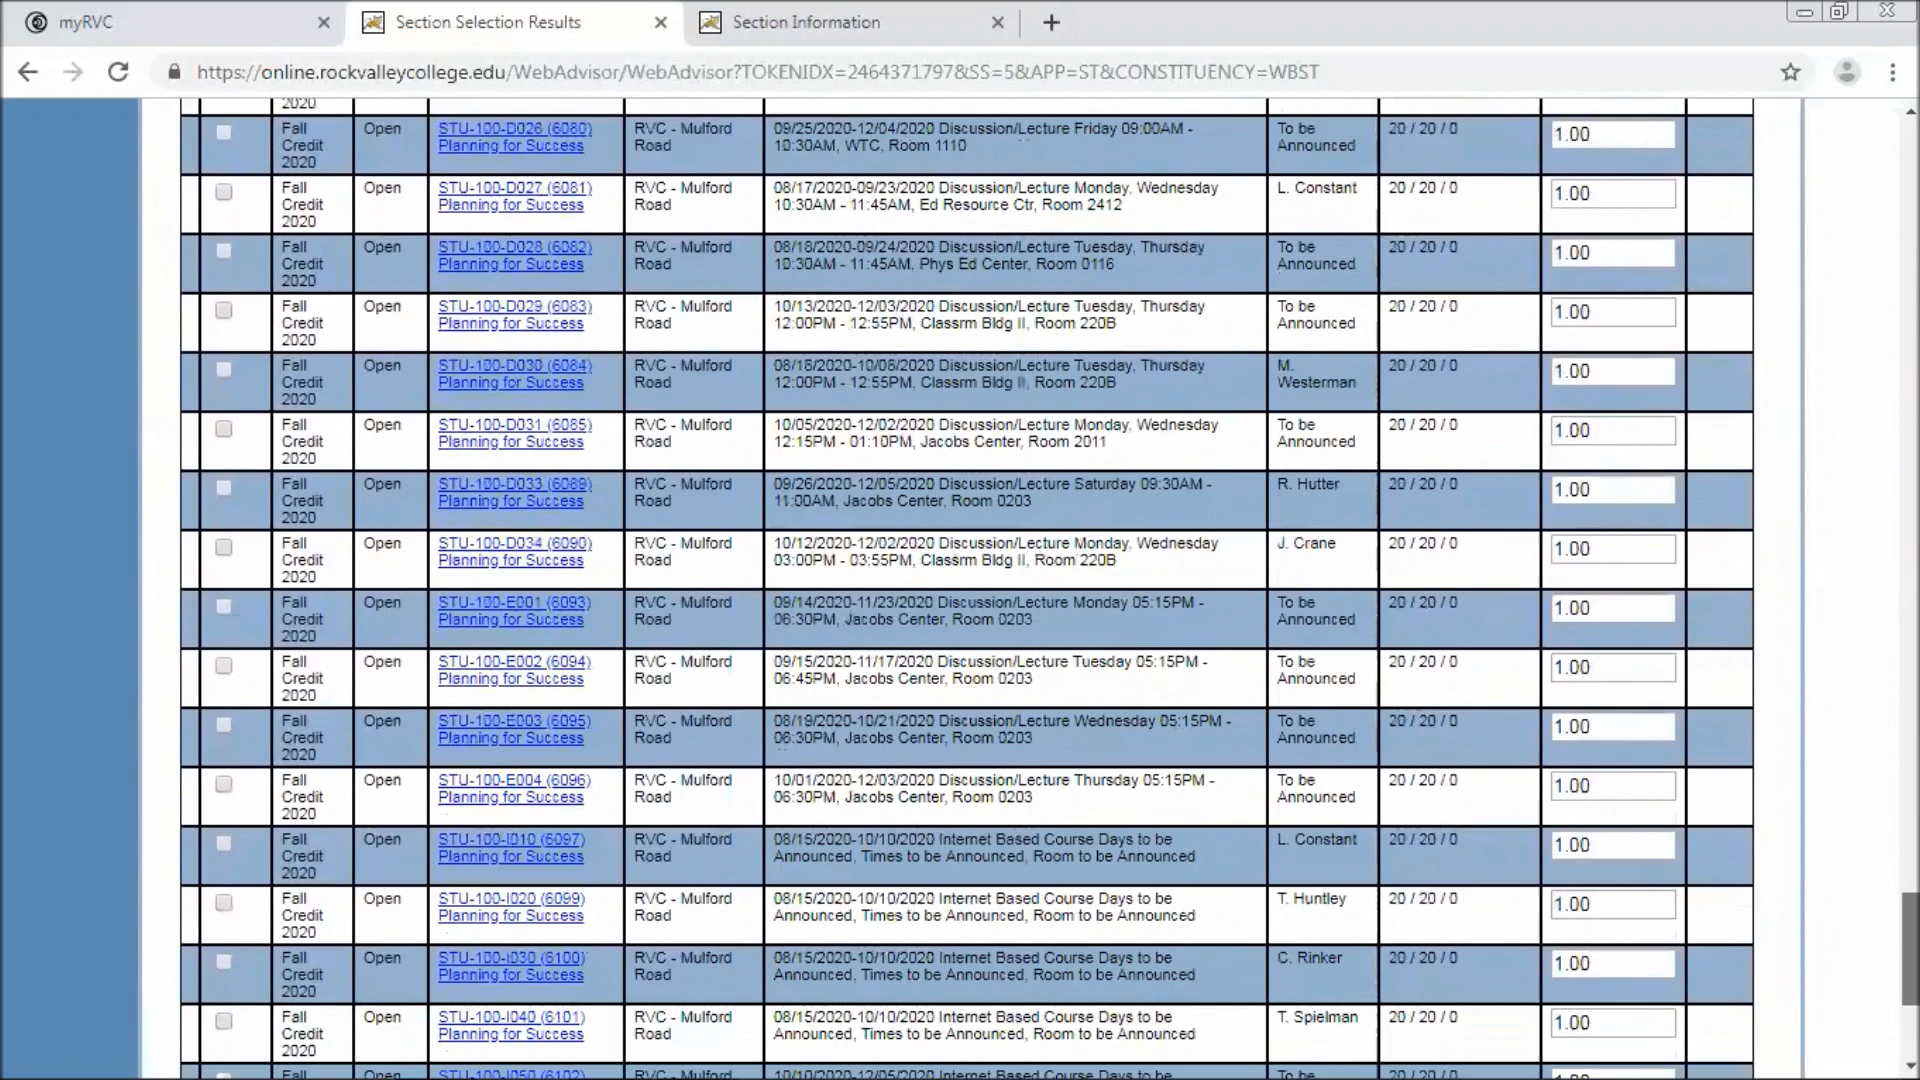 myRVC
Section Selection Results
Section Information
https://online.rockvalleycollege.edu/WebAdvisor/WebAdvisor?TOKENIDX=2464371797&SS=5&APP=ST&CONSTITUENCY=WBST
2020
Fall Credit 2020 Open STU-100-D026 (6080) Planning for Success RVC - Mulford Road 09/25/2020-12/04/2020 Discussion/Lecture Friday 09:00AM - 10:30AM, WTC, Room 1110 To be Announced 20 / 20 / 0 1.00
Fall Credit 2020 Open STU-100-D027 (6081) Planning for Success RVC - Mulford Road 08/17/2020-09/23/2020 Discussion/Lecture Monday, Wednesday 10:30AM - 11:45AM, Ed Resource Ctr, Room 2412 L. Constant 20 / 20 / 0 1.00
Fall Credit 2020 Open STU-100-D028 (6082) Planning for Success RVC - Mulford Road 08/18/2020-09/24/2020 Discussion/Lecture Tuesday, Thursday 10:30AM - 11:45AM, Phys Ed Center, Room 0116 To be Announced 20 / 20 / 0 1.00
Fall Credit 2020 Open STU-100-D029 (6083) Planning for Success RVC - Mulford Road 10/13/2020-12/03/2020 Discussion/Lecture Tuesday, Thursday 12:00PM - 12:55PM, Classrm Bldg II, Room 220B To be Announced 20 / 20 / 0 1.00
Fall Credit 2020 Open STU-100-D030 (6084) Planning for Success RVC - Mulford Road 08/18/2020-10/08/2020 Discussion/Lecture Tuesday, Thursday 12:00PM - 12:55PM, Classrm Bldg II, Room 220B M. Westerman 20 / 20 / 0 1.00
Fall Credit 2020 Open STU-100-D031 (6085) Planning for Success RVC - Mulford Road 10/05/2020-12/02/2020 Discussion/Lecture Monday, Wednesday 12:15PM - 01:10PM, Jacobs Center, Room 2011 To be Announced 20 / 20 / 0 1.00
Fall Credit 2020 Open STU-100-D033 (6089) Planning for Success RVC - Mulford Road 09/26/2020-12/05/2020 Discussion/Lecture Saturday 09:30AM - 11:00AM, Jacobs Center, Room 0203 R. Hutter 20 / 20 / 0 1.00
Fall Credit 2020 Open STU-100-D034 (6090) Planning for Success RVC - Mulford Road 10/12/2020-12/02/2020 Discussion/Lecture Monday, Wednesday 03:00PM - 03:55PM, Classrm Bldg II, Room 220B J. Crane 20 / 20 / 0 1.00
Fall Credit 2020 Open STU-100-E001 (6093) Planning for Success RVC - Mulford Road 09/14/2020-11/23/2020 Discussion/Lecture Monday 05:15PM - 06:30PM, Jacobs Center, Room 0203 To be Announced 20 / 20 / 0 1.00
Fall Credit 2020 Open STU-100-E002 (6094) Planning for Success RVC - Mulford Road 09/15/2020-11/17/2020 Discussion/Lecture Tuesday 05:15PM - 06:45PM, Jacobs Center, Room 0203 To be Announced 20 / 20 / 0 1.00
Fall Credit 2020 Open STU-100-E003 (6095) Planning for Success RVC - Mulford Road 08/19/2020-10/21/2020 Discussion/Lecture Wednesday 05:15PM - 06:30PM, Jacobs Center, Room 0203 To be Announced 20 / 20 / 0 1.00
Fall Credit 2020 Open STU-100-E004 (6096) Planning for Success RVC - Mulford Road 10/01/2020-12/03/2020 Discussion/Lecture Thursday 05:15PM - 06:30PM, Jacobs Center, Room 0203 To be Announced 20 / 20 / 0 1.00
Fall Credit 2020 Open STU-100-I010 (6097) Planning for Success RVC - Mulford Road 08/15/2020-10/10/2020 Internet Based Course Days to be Announced, Times to be Announced, Room to be Announced L. Constant 20 / 20 / 0 1.00
Fall Credit 2020 Open STU-100-I020 (6099) Planning for Success RVC - Mulford Road 08/15/2020-10/10/2020 Internet Based Course Days to be Announced, Times to be Announced, Room to be Announced T. Huntley 20 / 20 / 0 1.00
Fall Credit 2020 Open STU-100-I030 (6100) Planning for Success RVC - Mulford Road 08/15/2020-10/10/2020 Internet Based Course Days to be Announced, Times to be Announced, Room to be Announced C. Rinker 20 / 20 / 0 1.00
Fall Credit 2020 Open STU-100-I040 (6101) Planning for Success RVC - Mulford Road 08/15/2020-10/10/2020 Internet Based Course Days to be Announced, Times to be Announced, Room to be Announced T. Spielman 20 / 20 / 0 1.00
Fall Open STU-100-I050 (6102) RVC - Mulford 10/10/2020-12/05/2020 Internet Based Course Days to be To be 20 / 20 / 0